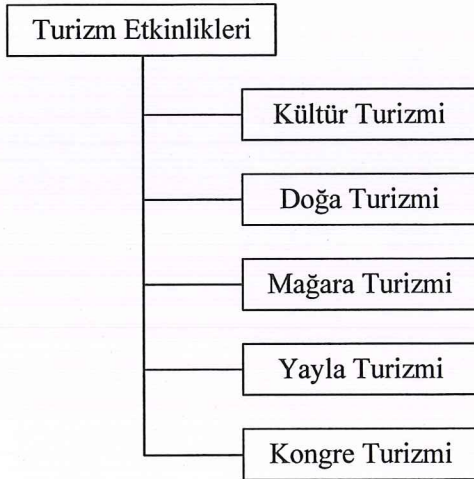 Turizm Etkinlikleri
Kültür Turizmi
Doğa Turizmi
Mağara Turizmi
Yayla Turizmi
Kongre Turizmi